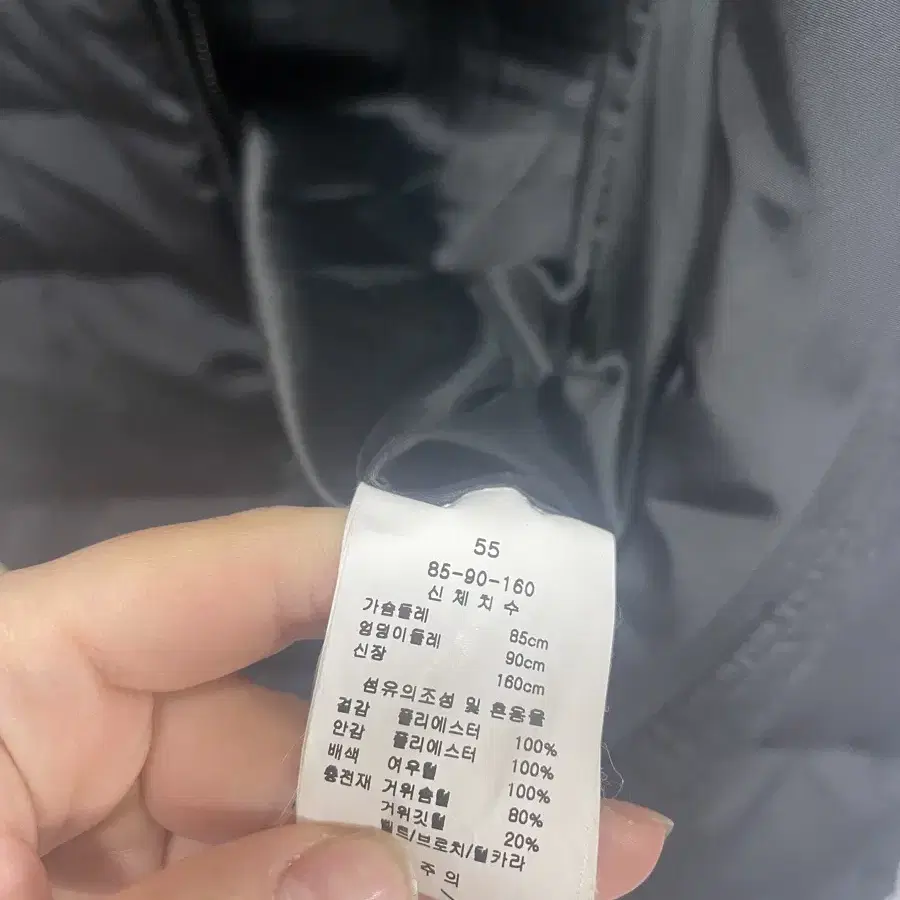 55
85-90-160
신체치수
가슴둘레 85cm
엉덩이둘레 90cm
신장 160cm
섬유의조성 및 혼용율
겉감 폴리에스터 100%
안감 폴리에스터 100%
배색 여우털 100%
충전재 거위솜털 80%
거위깃털 20%
벨트/브로치/털카라
주의